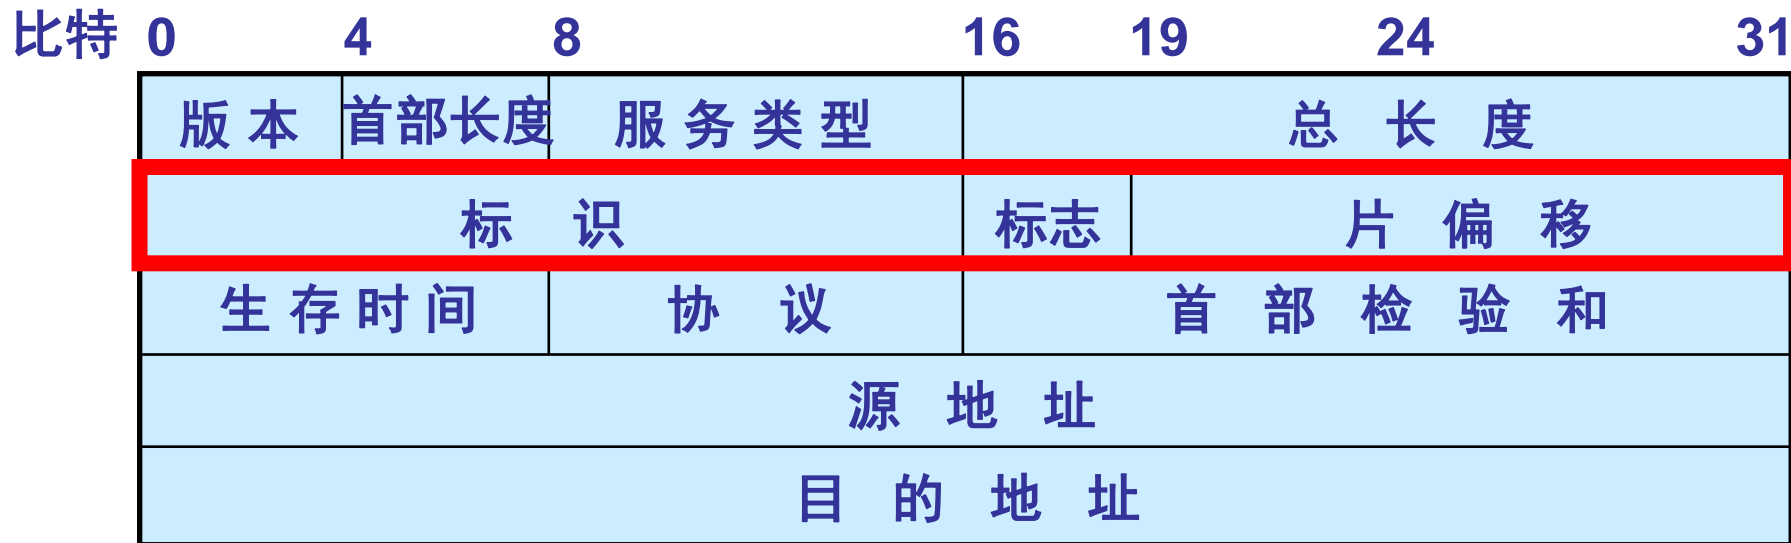 比特 0 4 8 16 19 24 31
版本 首部长度 服务类型 总长度
标识 标志 片偏移
生存时间 协议 首部检验和
源地址
目的地址